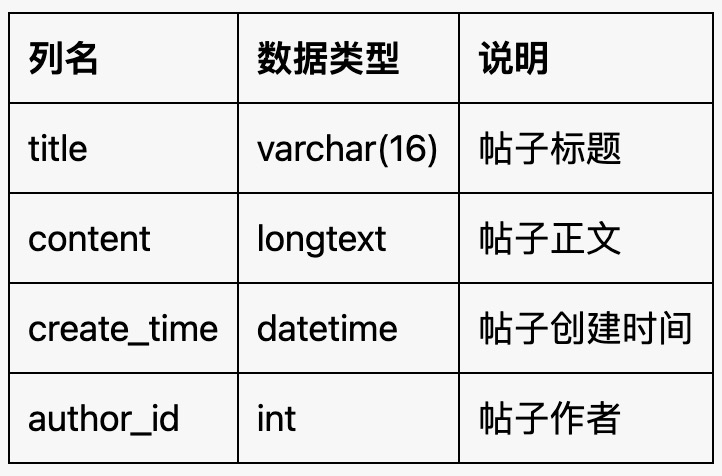 列名 数据类型 说明
title varchar(16) 帖子标题
content longtext 帖子正文
create_time datetime 帖子创建时间
author_id int 帖子作者